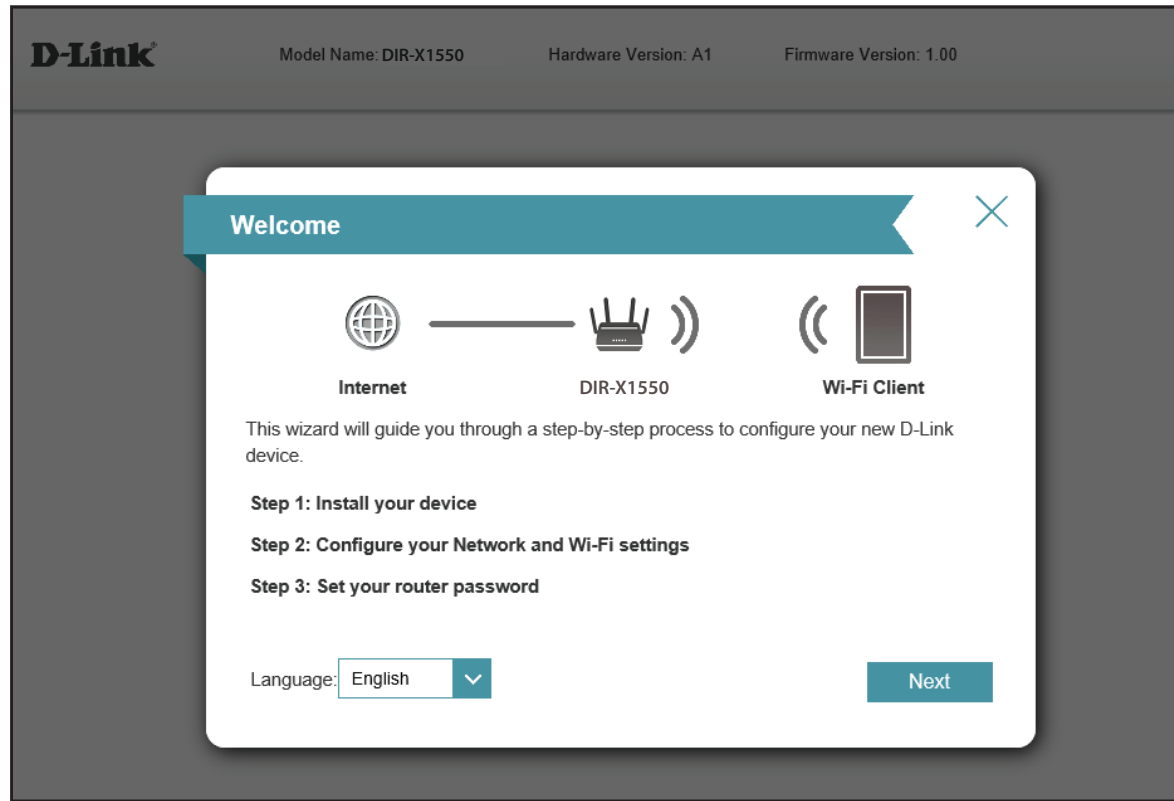 D-Link Model Name: DIR-X1550 Hardware Version: A1 Firmware Version: 1.00
Welcome
Internet DIR-X1550 Wi-Fi Client
This wizard will guide you through a step-by-step process to configure your new D-Link
device.
Step 1: Install your device
Step 2: Configure your Network and Wi-Fi settings
Step 3: Set your router password
Language: English Next